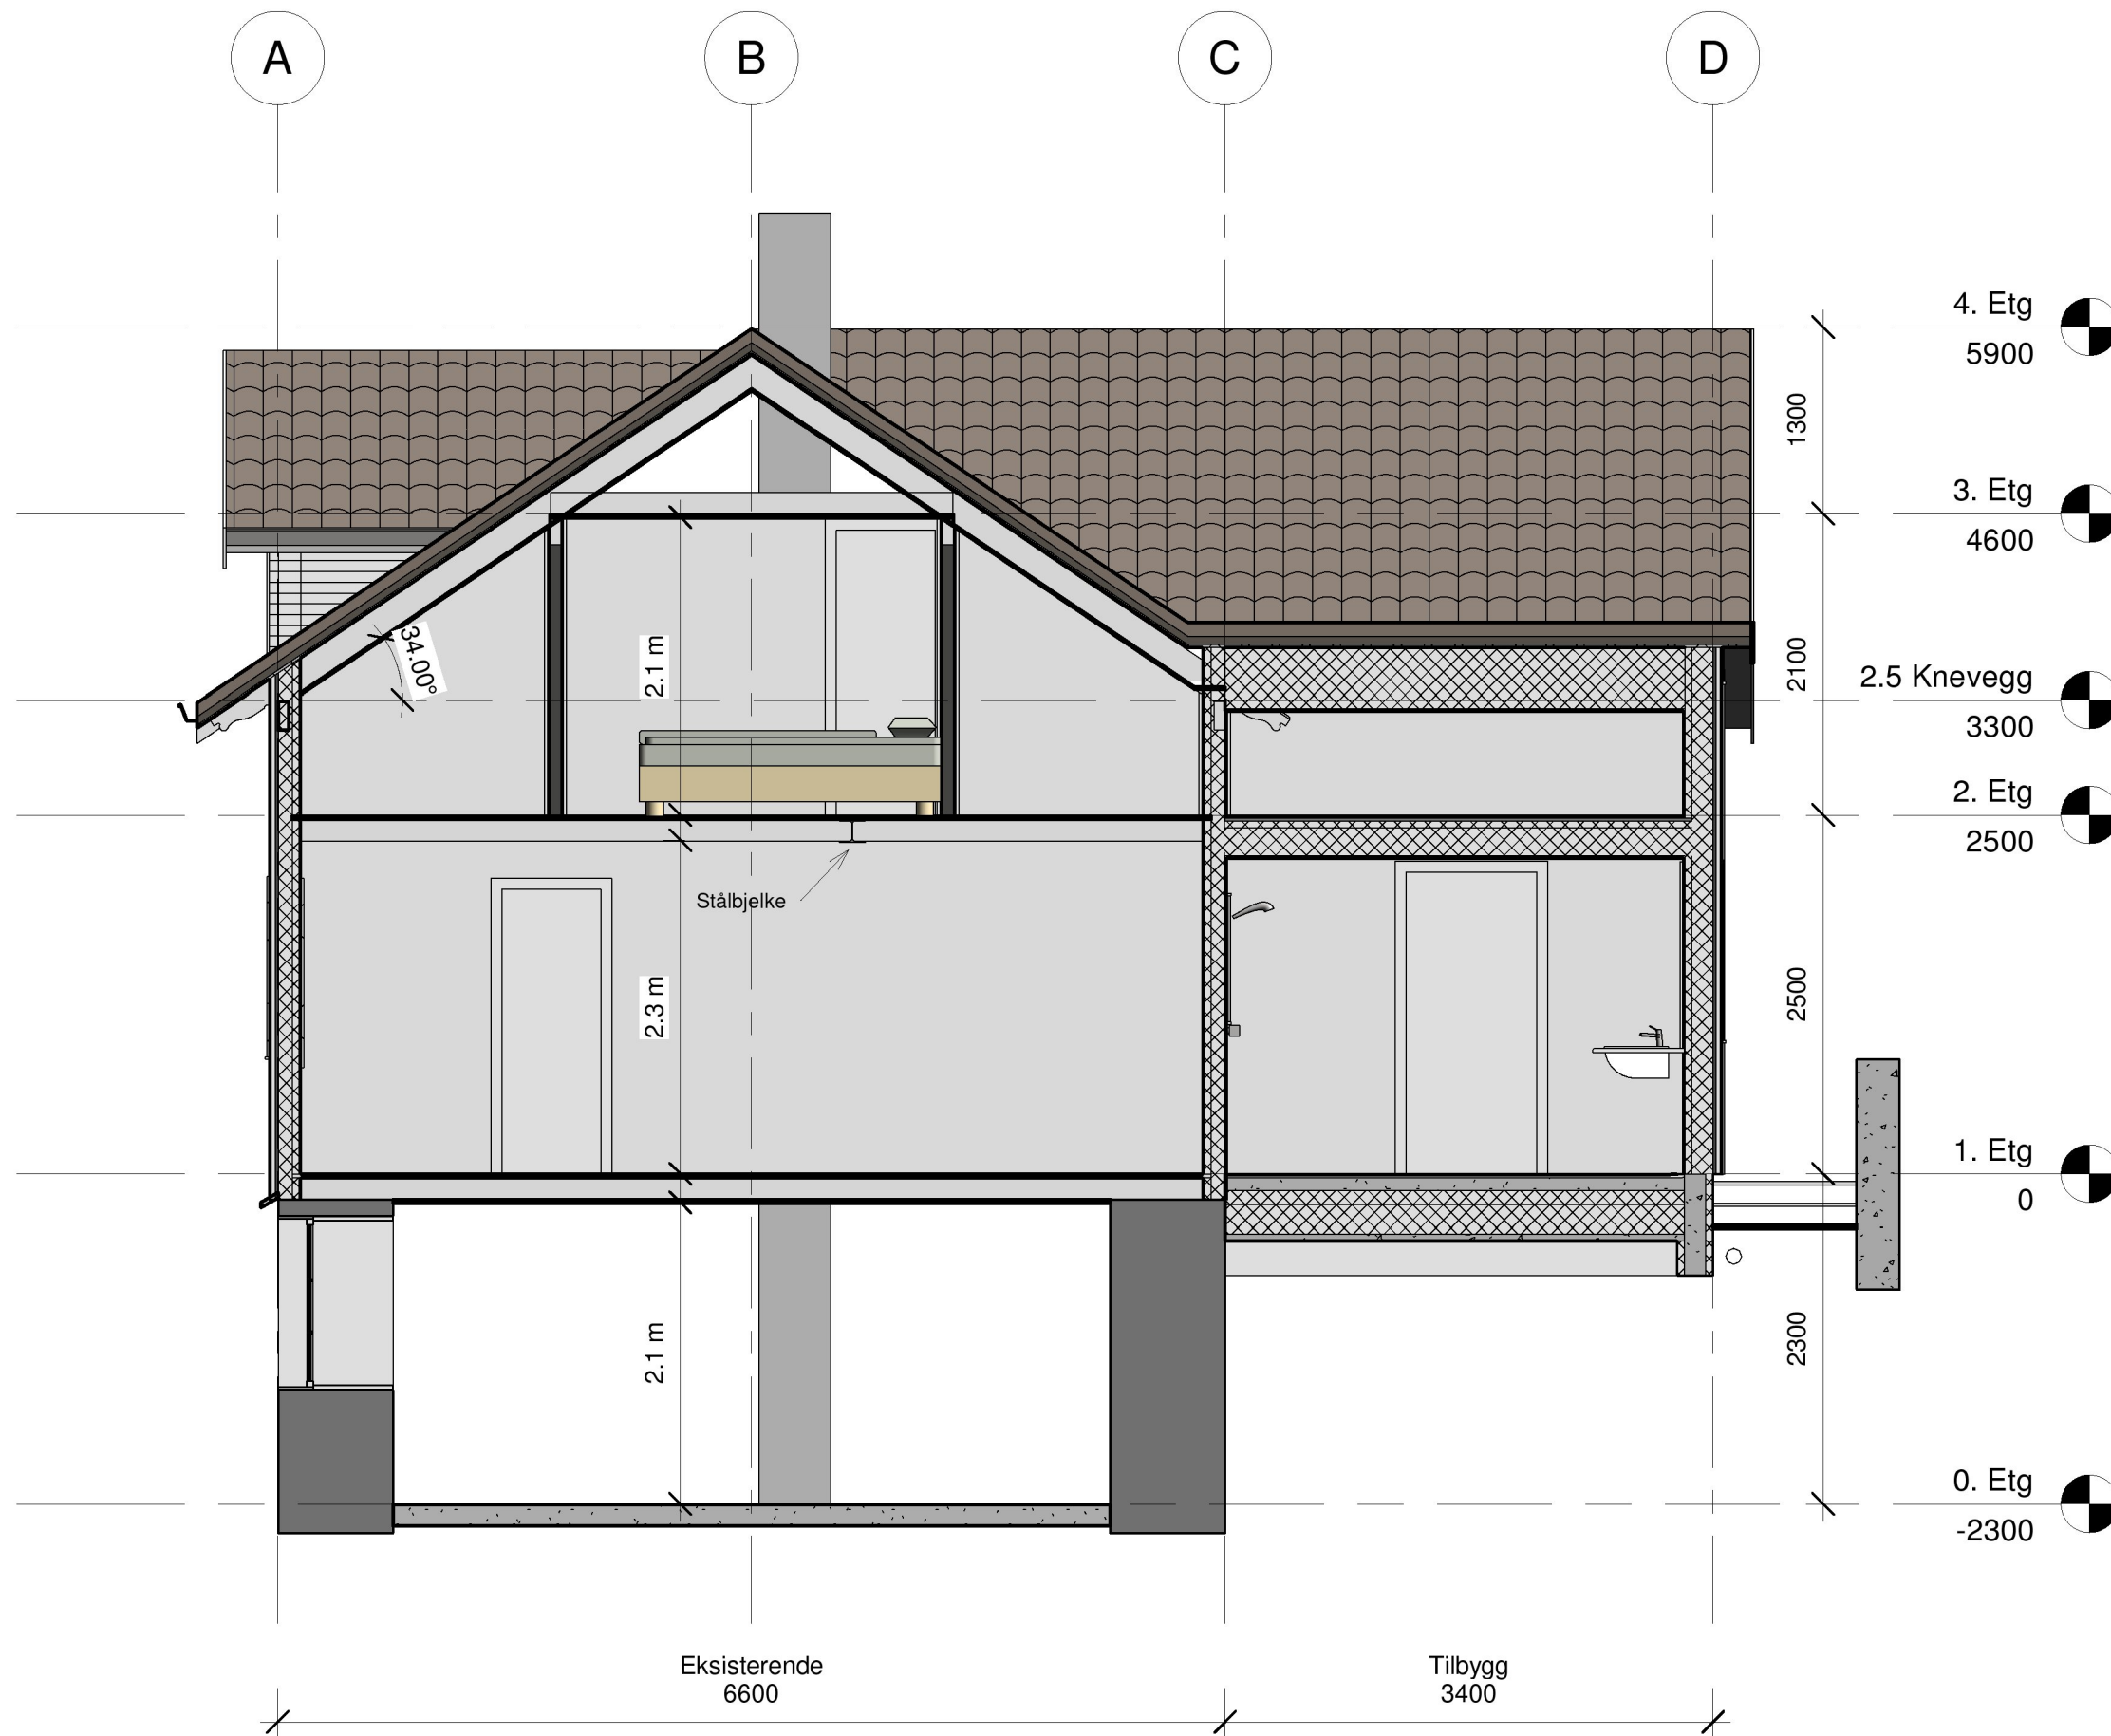 A
B
C
D
4. Etg
5900
1300
3. Etg
4600
34.00°
2.1 m
2100
2.5 Knevegg
3300
2. Etg
2500
Stålbjelke
2.3 m
2500
1. Etg
0
2.1 m
2300
0. Etg
-2300
Eksisterende
6600
Tilbygg
3400